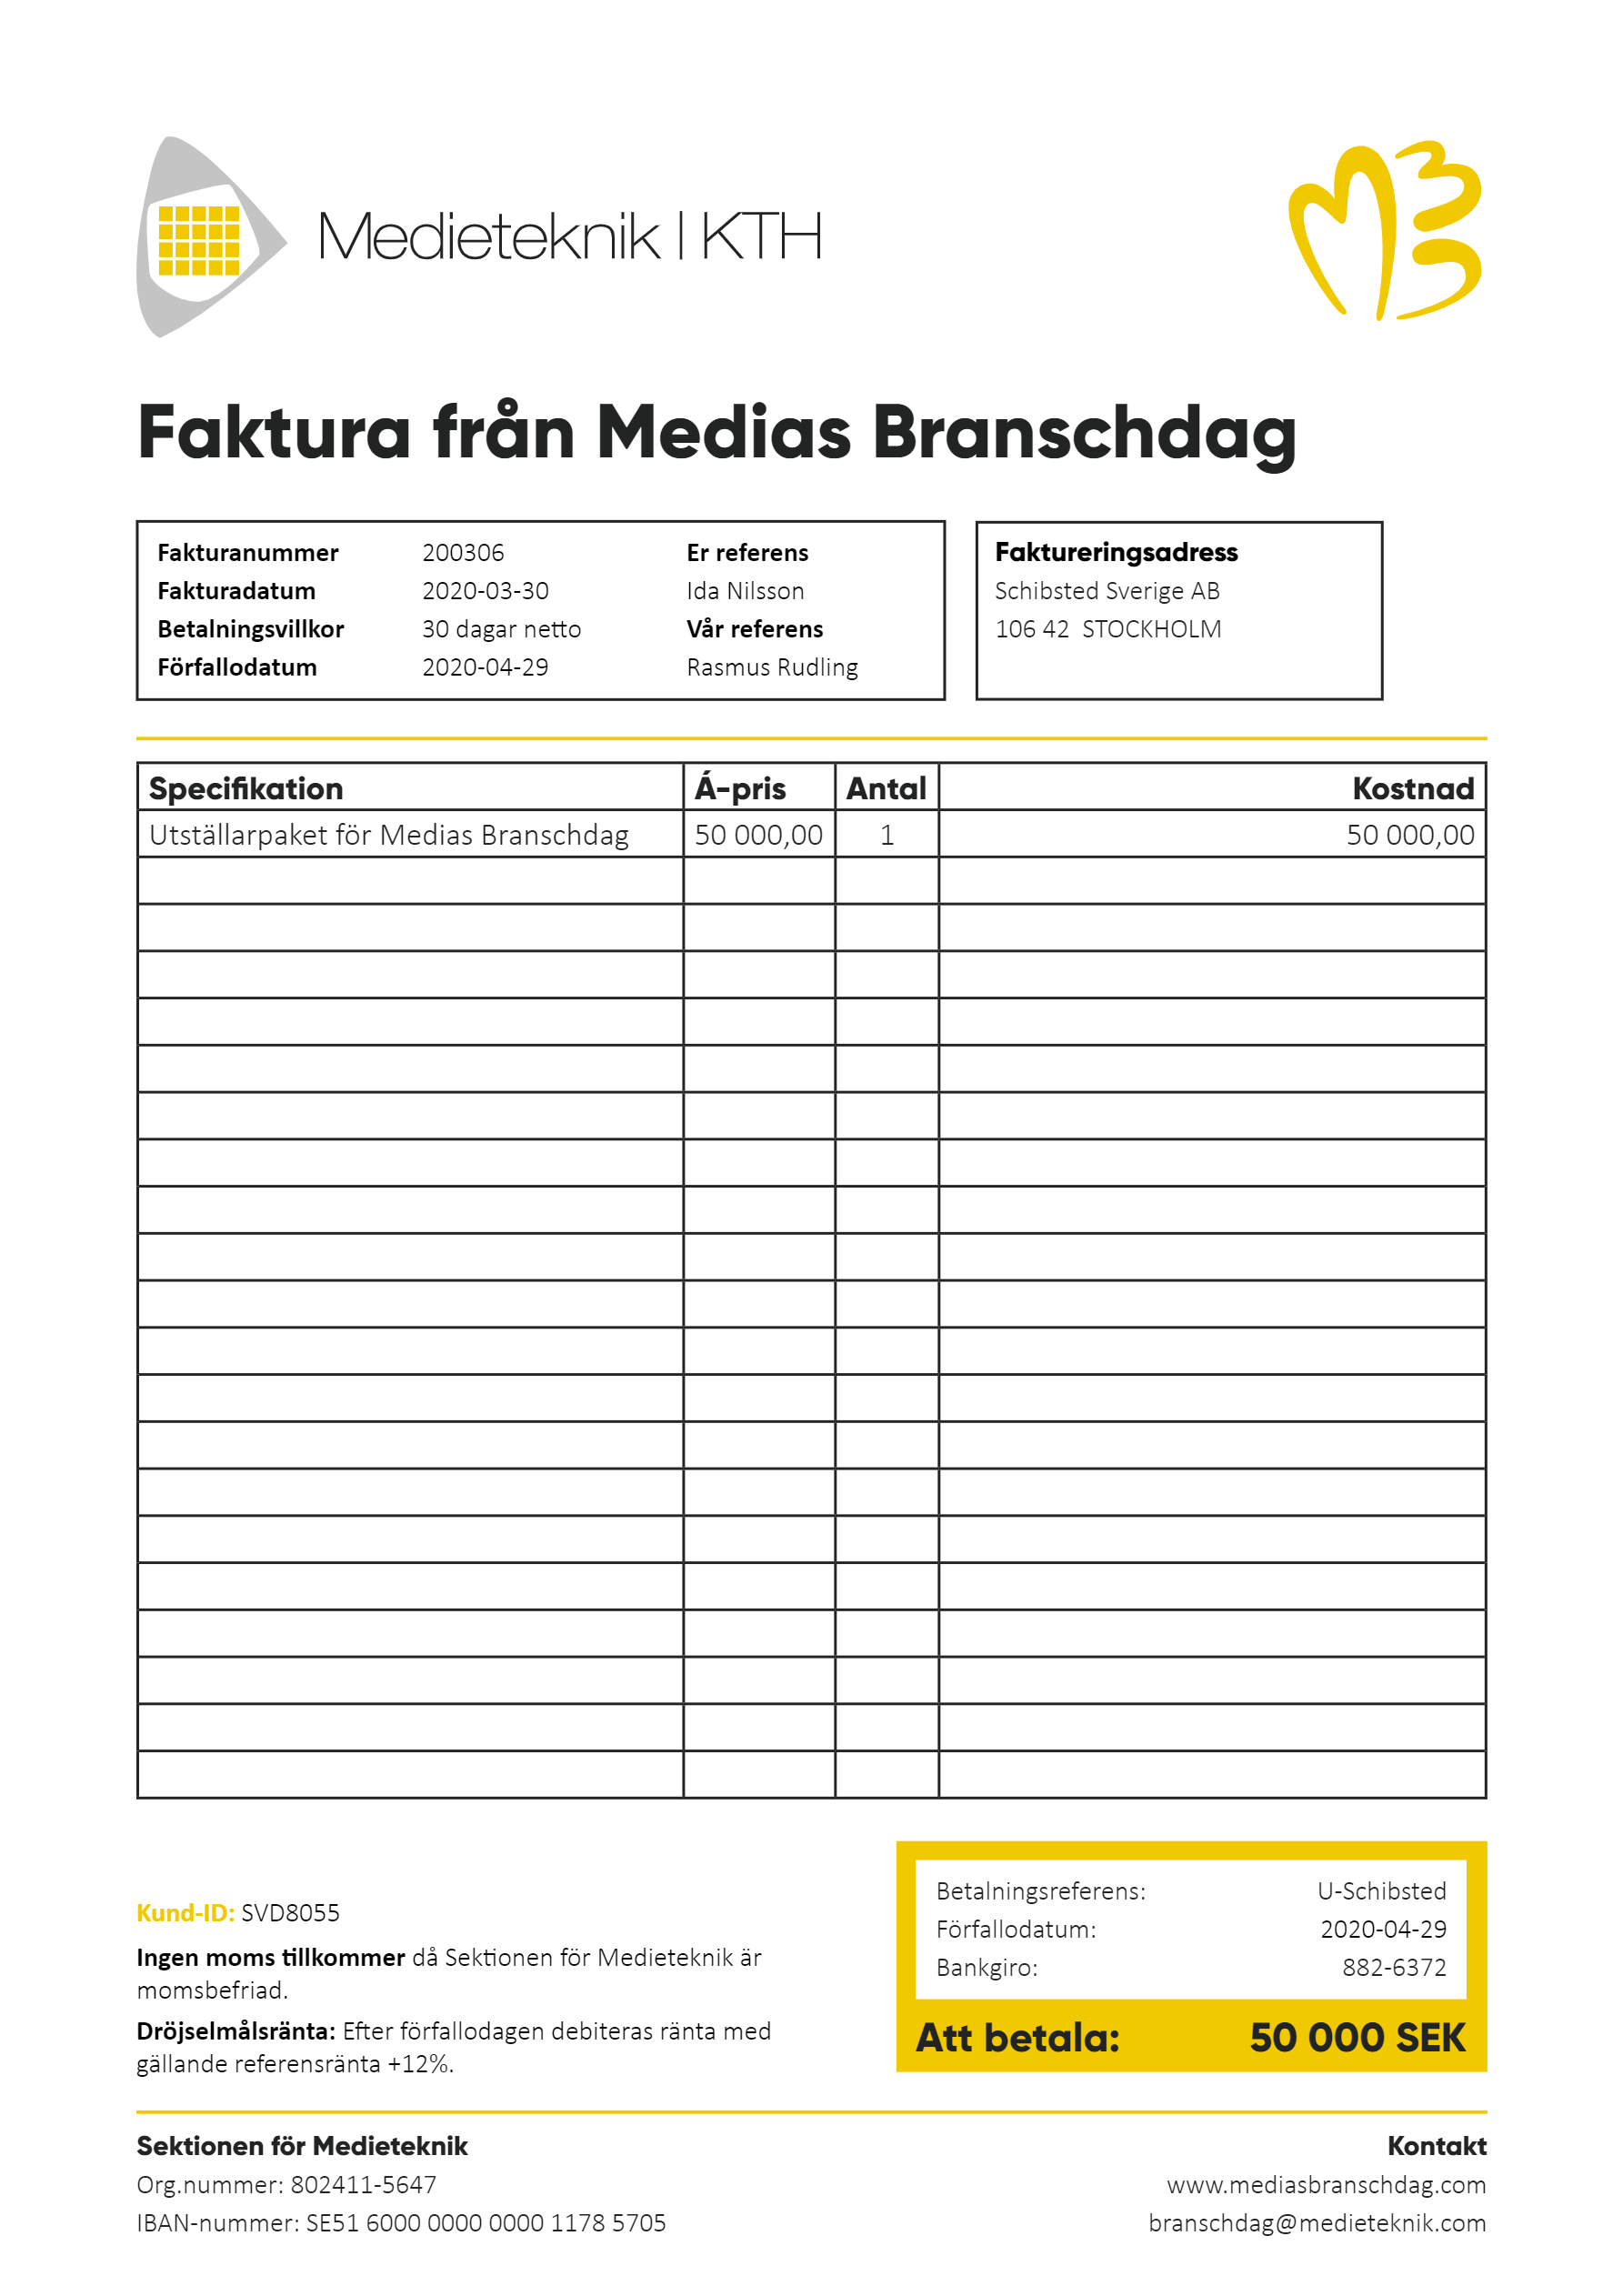 Medieteknik | KTH
Faktura från Medias Branschdag
Fakturanummer 200306 Er referens
Fakturadatum 2020-03-30 Ida Nilsson
Betalningsvillkor 30 dagar netto Vår referens
Förfallodatum 2020-04-29 Rasmus Rudling
Faktureringsadress
Schibsted Sverige AB
106 42  STOCKHOLM
Specifikation Á-pris Antal Kostnad
Utställarpaket för Medias Branschdag 50 000,00 1 50 000,00
Kund-ID: SVD8055
Ingen moms tillkommer då Sektionen för Medieteknik är
momsbefriad.
Dröjselmålsränta: Efter förfallodagen debiteras ränta med
gällande referensränta +12%.
Betalningsreferens: U-Schibsted
Förfallodatum: 2020-04-29
Bankgiro: 882-6372
Att betala: 50 000 SEK
Sektionen för Medieteknik
Org.nummer: 802411-5647
IBAN-nummer: SE51 6000 0000 0000 1178 5705
Kontakt
www.mediasbranschdag.com
branschdag@medieteknik.com